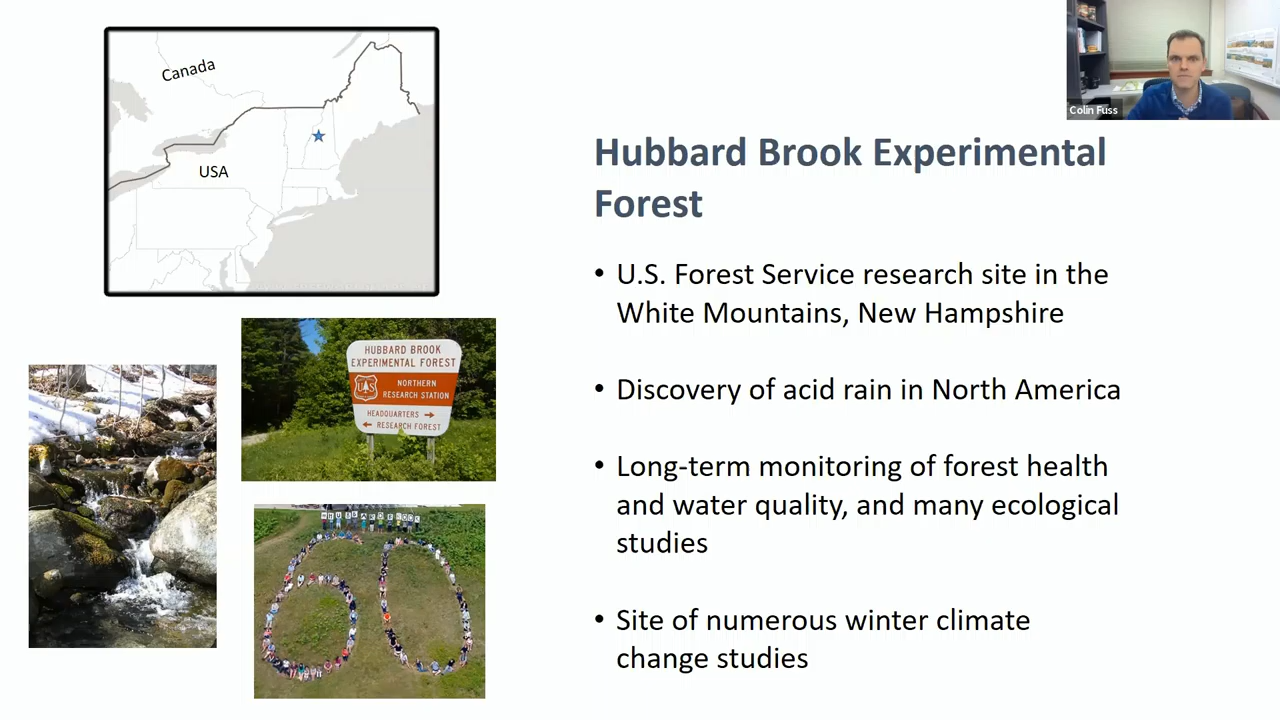 Canada
USA
Colin Fuss
Hubbard Brook Experimental
Forest
• U.S. Forest Service research site in the
White Mountains, New Hampshire
• Discovery of acid rain in North America
• Long-term monitoring of forest health
and water quality, and many ecological
studies
• Site of numerous winter climate
change studies
HUBBARD BROOK
EXPERIMENTAL FOREST
US
NORTHERN
RESEARCH STATION
HEADQUARTERS →
← RESEARCH FOREST
60